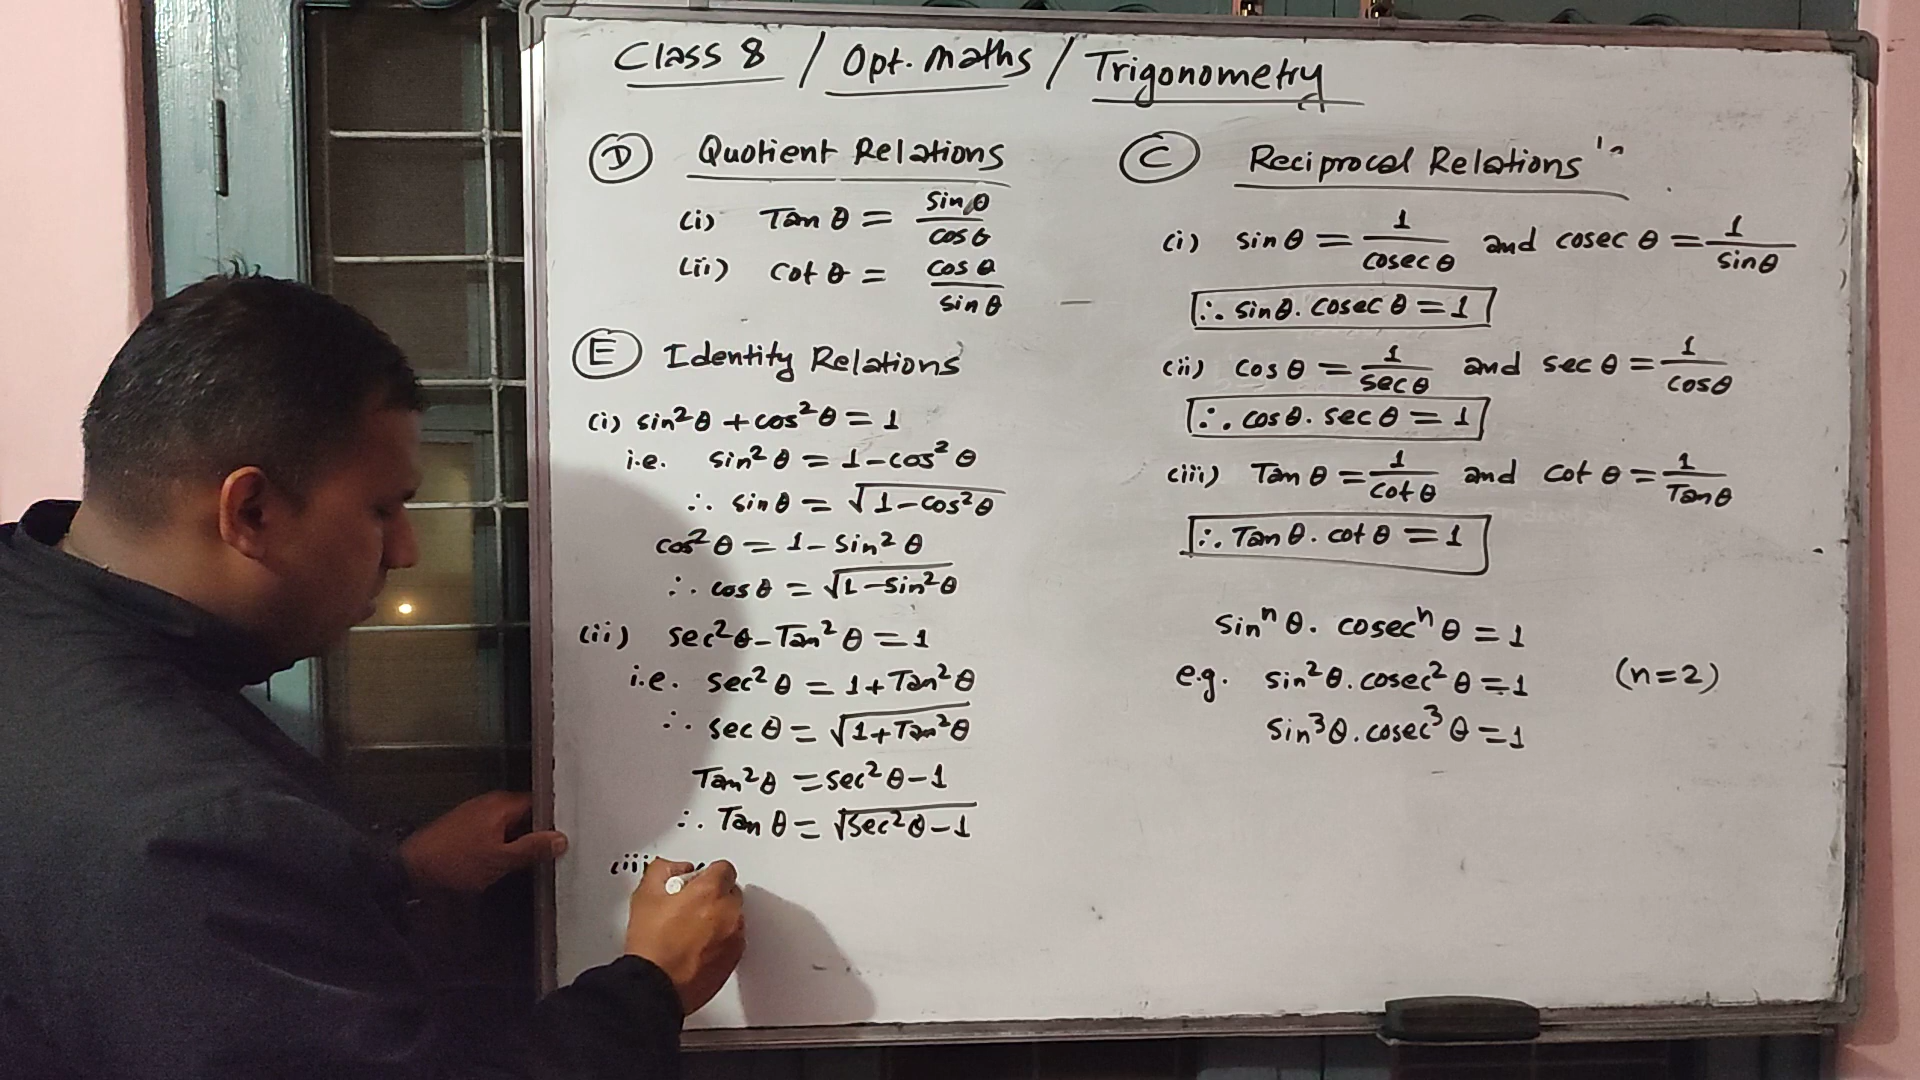 Class 8 / Opt. maths / Trigonometry
(D) Quotient Relations
(i) Tan θ = sin θ / cos θ
(ii) cot θ = cos θ / sin θ
(E) Identity Relations
(i) sin²θ + cos²θ = 1
i.e. sin²θ = 1 - cos²θ
∴ sin θ = √(1 - cos²θ)
cos²θ = 1 - sin²θ
∴ cos θ = √(1 - sin²θ)
(ii) sec²θ - Tan²θ = 1
i.e. sec²θ = 1 + Tan²θ
∴ sec θ = √(1 + Tan²θ)
Tan²θ = sec²θ - 1
∴ Tan θ = √(sec²θ - 1)
(iii
(C) Reciprocal Relations
(i) sin θ = 1 / cosec θ and cosec θ = 1 / sin θ
∴ sin θ . cosec θ = 1
(ii) cos θ = 1 / sec θ and sec θ = 1 / cos θ
∴ cos θ . sec θ = 1
(iii) Tan θ = 1 / cot θ and cot θ = 1 / Tan θ
∴ Tan θ . cot θ = 1
sinⁿθ . cosecⁿθ = 1
e.g. sin²θ . cosec²θ = 1 (n=2)
sin³θ . cosec³θ = 1